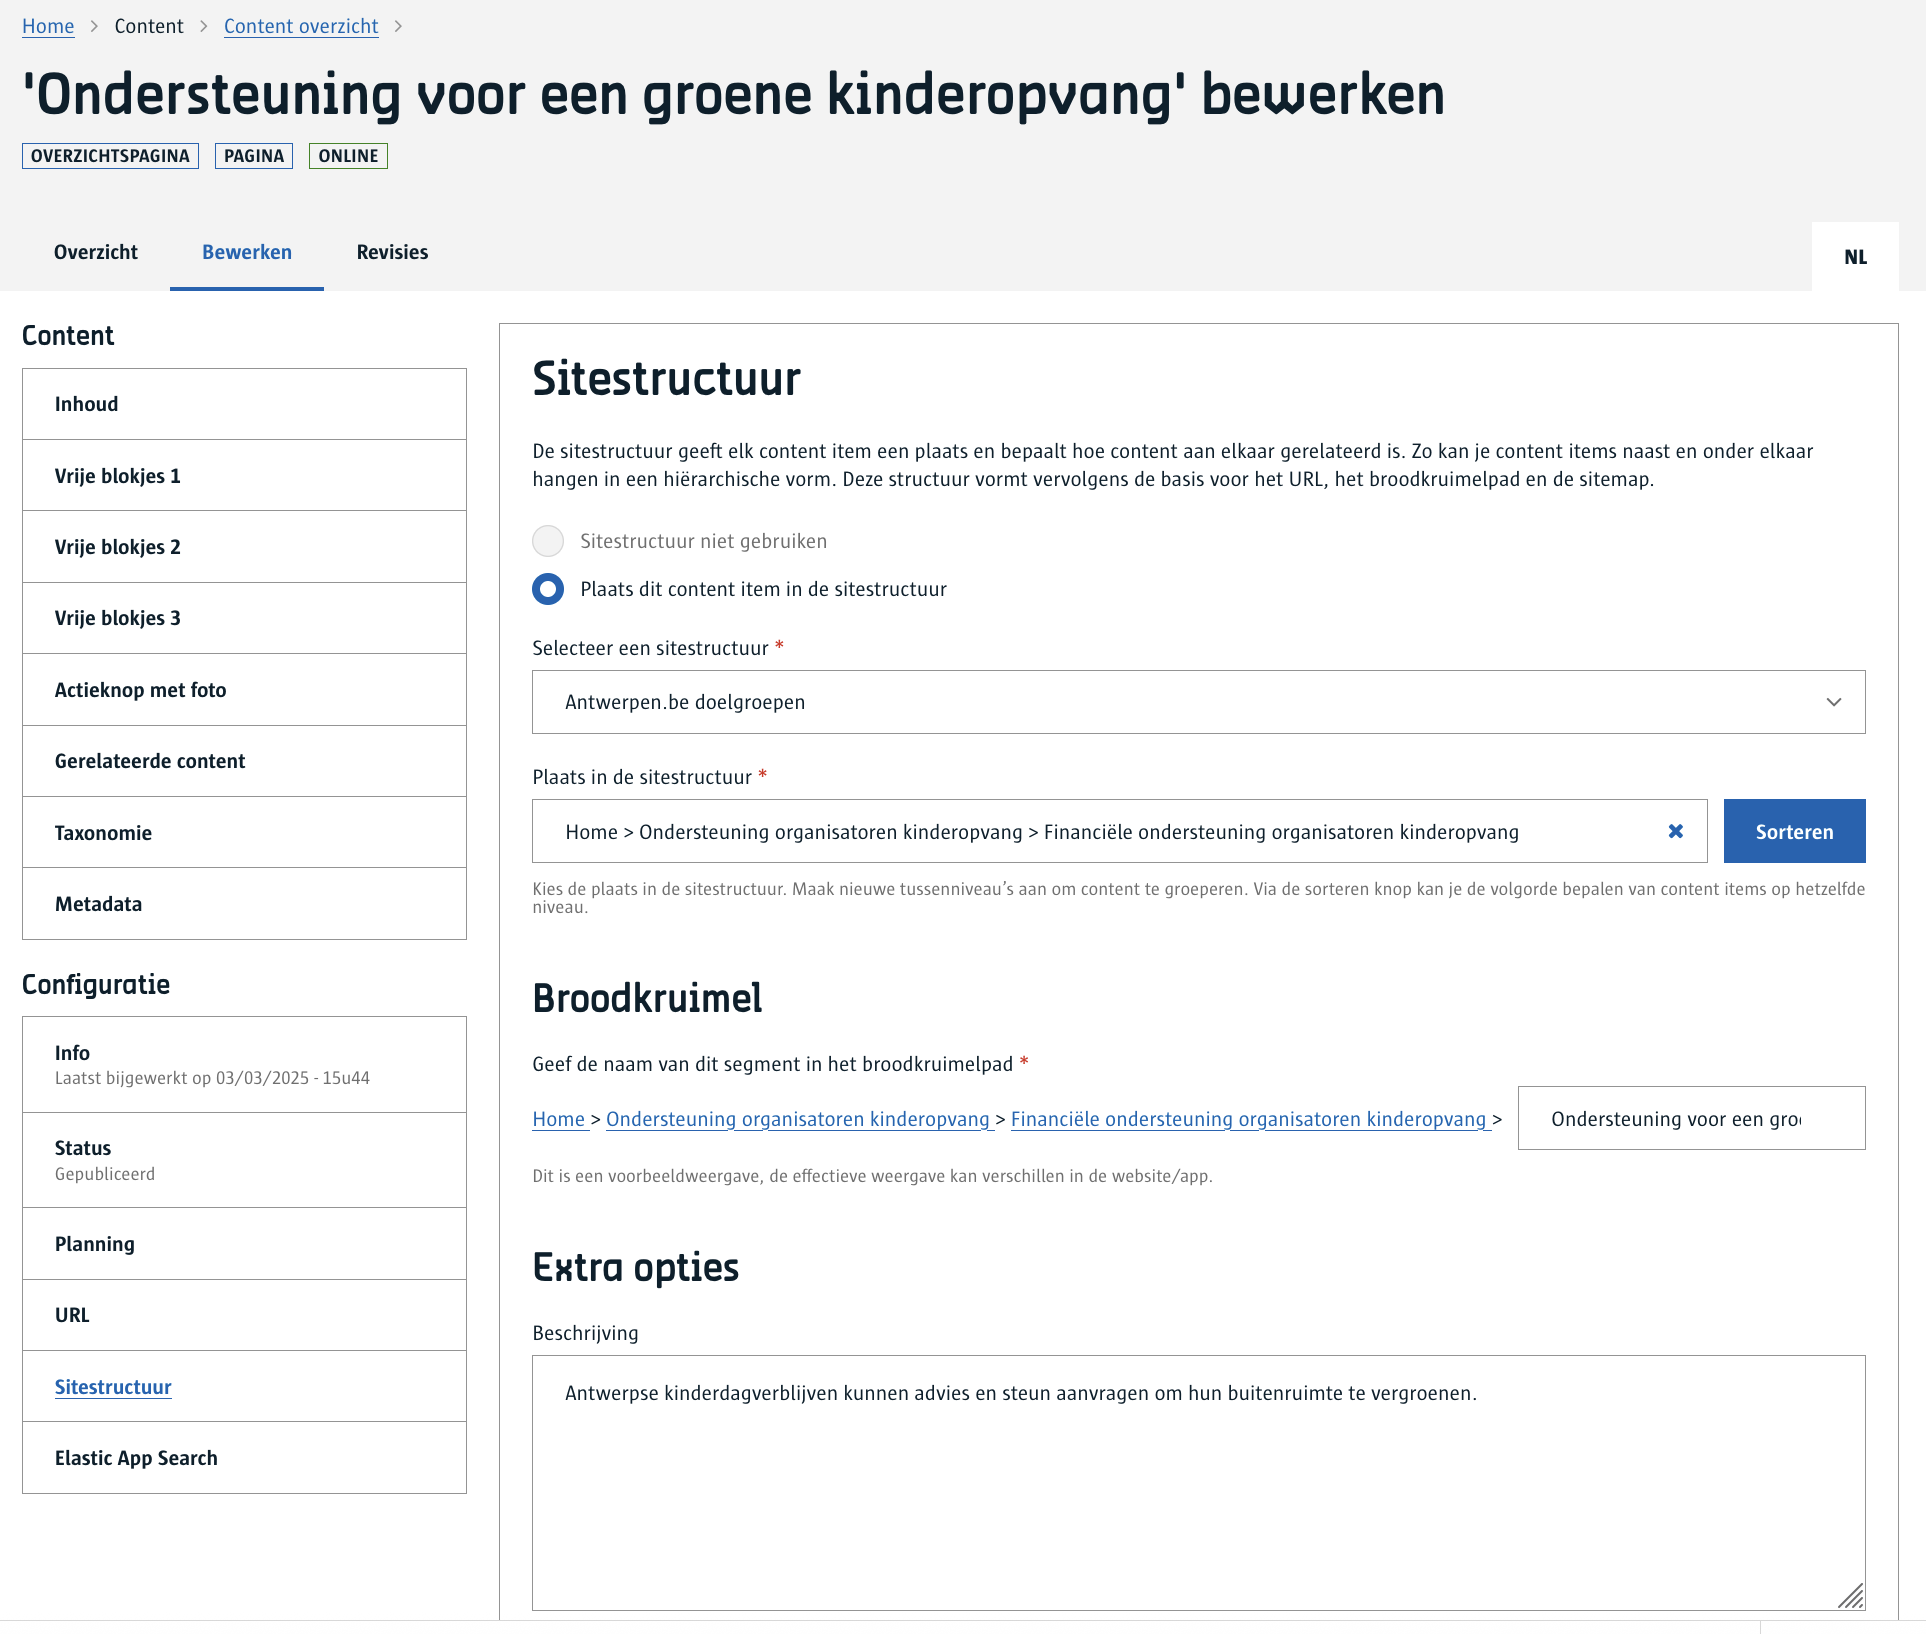 Home > Content > Content overzicht >
'Ondersteuning voor een groene kinderopvang' bewerken
OVERZICHTSPAGINA PAGINA ONLINE
Overzicht Bewerken Revisies NL
Content
Inhoud
Vrije blokjes 1
Vrije blokjes 2
Vrije blokjes 3
Actieknop met foto
Gerelateerde content
Taxonomie
Metadata
Configuratie
Info
Laatst bijgewerkt op 03/03/2025 - 15u44
Status
Gepubliceerd
Planning
URL
Sitestructuur
Elastic App Search
Sitestructuur
De sitestructuur geeft elk content item een plaats en bepaalt hoe content aan elkaar gerelateerd is. Zo kan je content items naast en onder elkaar
hangen in een hiërarchische vorm. Deze structuur vormt vervolgens de basis voor het URL, het broodkruimelpad en de sitemap.
Sitestructuur niet gebruiken
Plaats dit content item in de sitestructuur
Selecteer een sitestructuur *
Antwerpen.be doelgroepen
Plaats in de sitestructuur *
Home > Ondersteuning organisatoren kinderopvang > Financiële ondersteuning organisatoren kinderopvang
Sorteren
Kies de plaats in de sitestructuur. Maak nieuwe tussenniveau's aan om content te groeperen. Via de sorteren knop kan je de volgorde bepalen van content items op hetzelfde
niveau.
Broodkruimel
Geef de naam van dit segment in het broodkruimelpad *
Home > Ondersteuning organisatoren kinderopvang > Financiële ondersteuning organisatoren kinderopvang > Ondersteuning voor een gro
Dit is een voorbeeldweergave, de effectieve weergave kan verschillen in de website/app.
Extra opties
Beschrijving
Antwerpse kinderdagverblijven kunnen advies en steun aanvragen om hun buitenruimte te vergroenen.